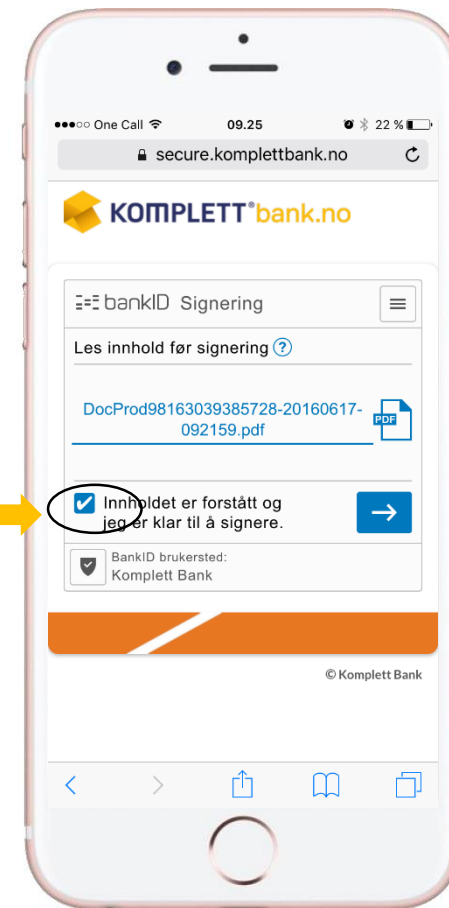 ●●●○○ One Call 09.25 22 %
secure.komplettbank.no
KOMPLETT®bank.no
bankID Signering
Les innhold før signering ?
DocProd98163039385728-20160617-
092159.pdf
PDF
Innholdet er forstått og
jeg er klar til å signere.
BankID brukersted:
Komplett Bank
© Komplett Bank